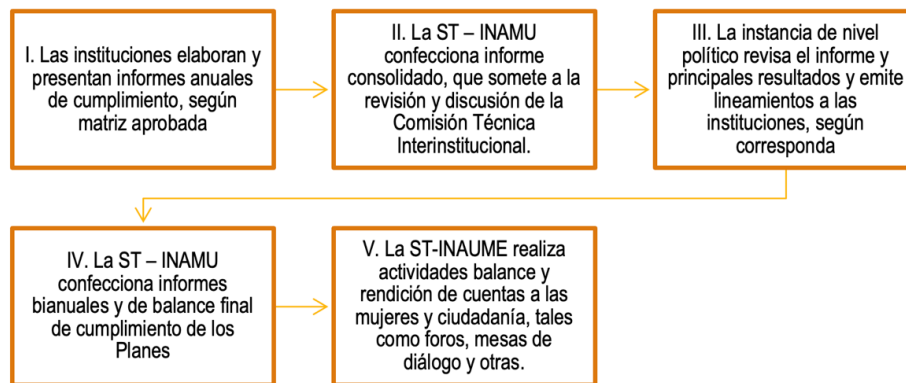 I. Las instituciones elaboran y
presentan informes anuales
de cumplimiento, según
matriz aprobada
II. La ST – INAMU
confecciona informe
consolidado, que somete a la
revisión y discusión de la
Comisión Técnica
Interinstitucional.
III. La instancia de nivel
político revisa el informe y
principales resultados y emite
lineamientos a las
instituciones, según
corresponda
IV. La ST – INAMU
confecciona informes
bianuales y de balance final
de cumplimiento de los
Planes
V. La ST-INAUME realiza
actividades balance y
rendición de cuentas a las
mujeres y ciudadanía, tales
como foros, mesas de
diálogo y otras.